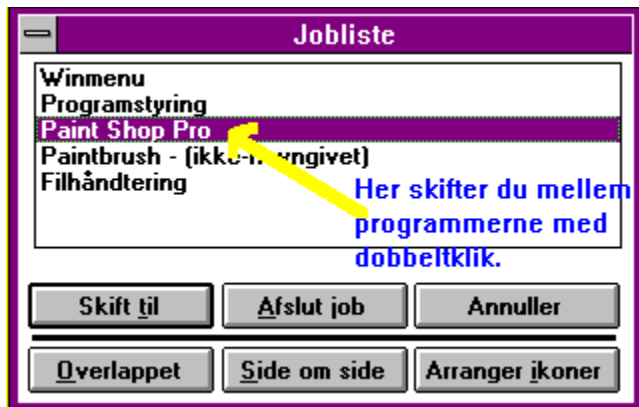 Jobliste
Winmenu
Programstyring
Paint Shop Pro
Paintbrush - (ikke-navngivet)
Filhåndtering
Her skifter du mellem
programmerne med
dobbeltklik.
Skift til
Afslut job
Annuller
Overlappet
Side om side
Arranger ikoner